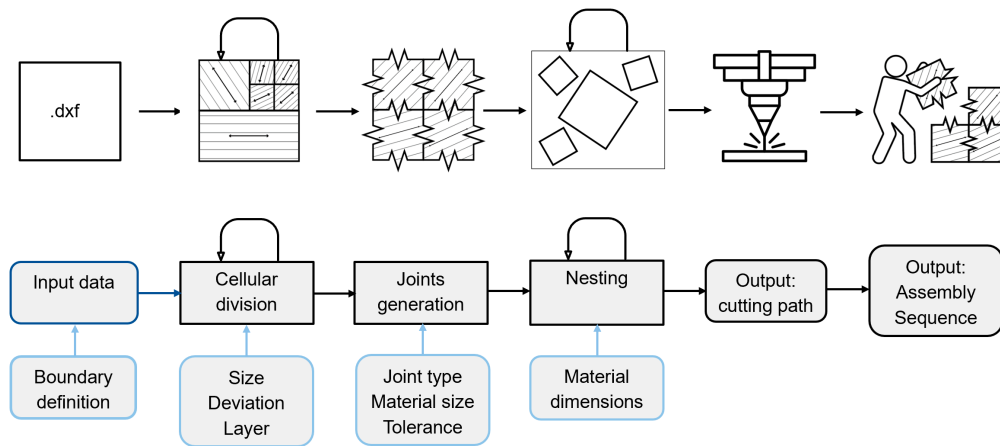 .dxf
Input data
Cellular
division
Joints
generation
Nesting
Output:
cutting path
Output:
Assembly
Sequence
Boundary
definition
Size
Deviation
Layer
Joint type
Material size
Tolerance
Material
dimensions